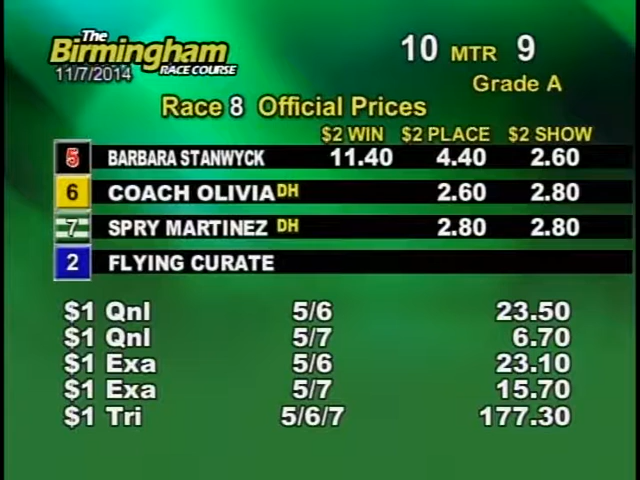 The
Birmingham
RACE COURSE
11/7/2014
10 MTR 9
Grade A
Race 8 Official Prices
$2 WIN $2 PLACE $2 SHOW
5 BARBARA STANWYCK 11.40 4.40 2.60
6 COACH OLIVIA DH 2.60 2.80
7 SPRY MARTINEZ DH 2.80 2.80
2 FLYING CURATE
$1 Qnl 5/6 23.50
$1 Qnl 5/7 6.70
$1 Exa 5/6 23.10
$1 Exa 5/7 15.70
$1 Tri 5/6/7 177.30